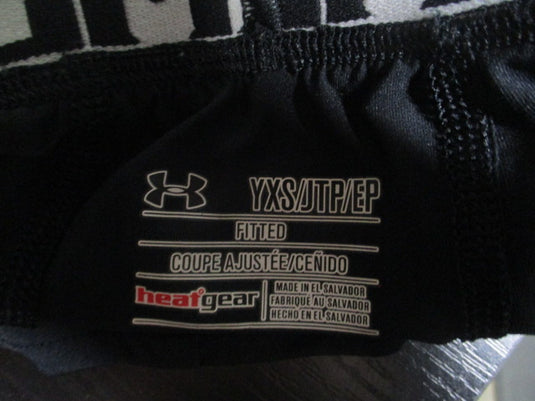 YXS/JTP/EP
FITTED
COUPE AJUSTÉE/CEÑIDO
heatgear
MADE IN EL SALVADOR
FABRIQUÉ AU SALVADOR
HECHO EN EL SALVADOR